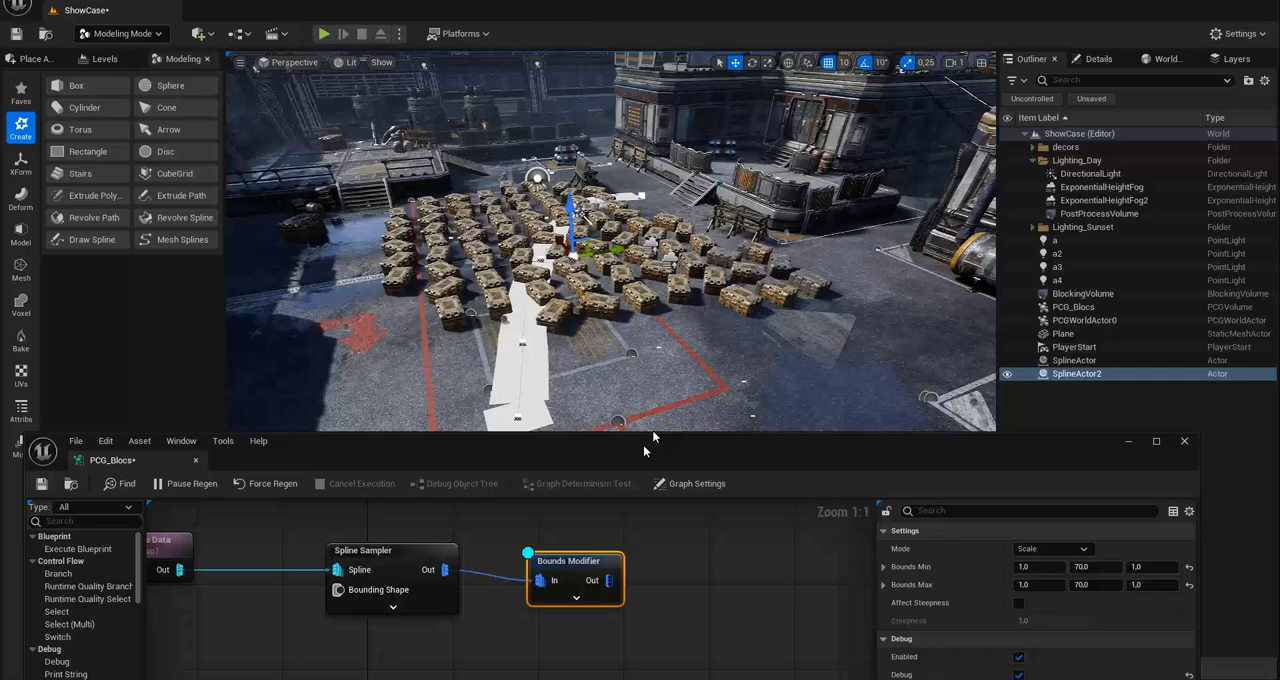 ShowCase*
Modeling Mode
Platforms
Settings
Place A...
Levels
Modeling
Perspective
Lit
Show
10
10°
0,25
1
Outliner
Details
World...
Layers
Search...
Uncontrolled
Unsaved
Item Label
Type
ShowCase (Editor) World
decors Folder
Lighting_Day Folder
DirectionalLight DirectionalLight
ExponentialHeightFog ExponentialHeight
ExponentialHeightFog2 ExponentialHeight
PostProcessVolume PostProcessVolum
Lighting_Sunset Folder
a PointLight
a2 PointLight
a3 PointLight
a4 PointLight
BlockingVolume BlockingVolume
PCG_Blocs PCGVolume
PCGWorldActor0 PCGWorldActor
Plane StaticMeshActor
PlayerStart PlayerStart
SplineActor Actor
SplineActor2 Actor
Faves
Create
XForm
Deform
Model
Mesh
Voxel
Bake
UVs
Attribs
Box
Sphere
Cylinder
Cone
Torus
Arrow
Rectangle
Disc
Stairs
CubeGrid
Extrude Poly...
Extrude Path
Revolve Path
Revolve Spline
Draw Spline
Mesh Splines
File
Edit
Asset
Window
Tools
Help
PCG_Blocs*
Find
Pause Regen
Force Regen
Cancel Execution
Debug Object Tree
Graph Determinism Test
Graph Settings
Type: All
Search
Blueprint
Execute Blueprint
Control Flow
Branch
Runtime Quality Branch
Runtime Quality Select
Select
Select (Multi)
Switch
Debug
Debug
Print String
Zoom 1:1
e Data
Out
Spline Sampler
Spline
Out
Bounding Shape
Bounds Modifier
In
Out
Search
Settings
Mode Scale
Bounds Min 1,0 70,0 1,0
Bounds Max 1,0 70,0 1,0
Affect Steepness
Steepness 1.0
Debug
Enabled
Debug